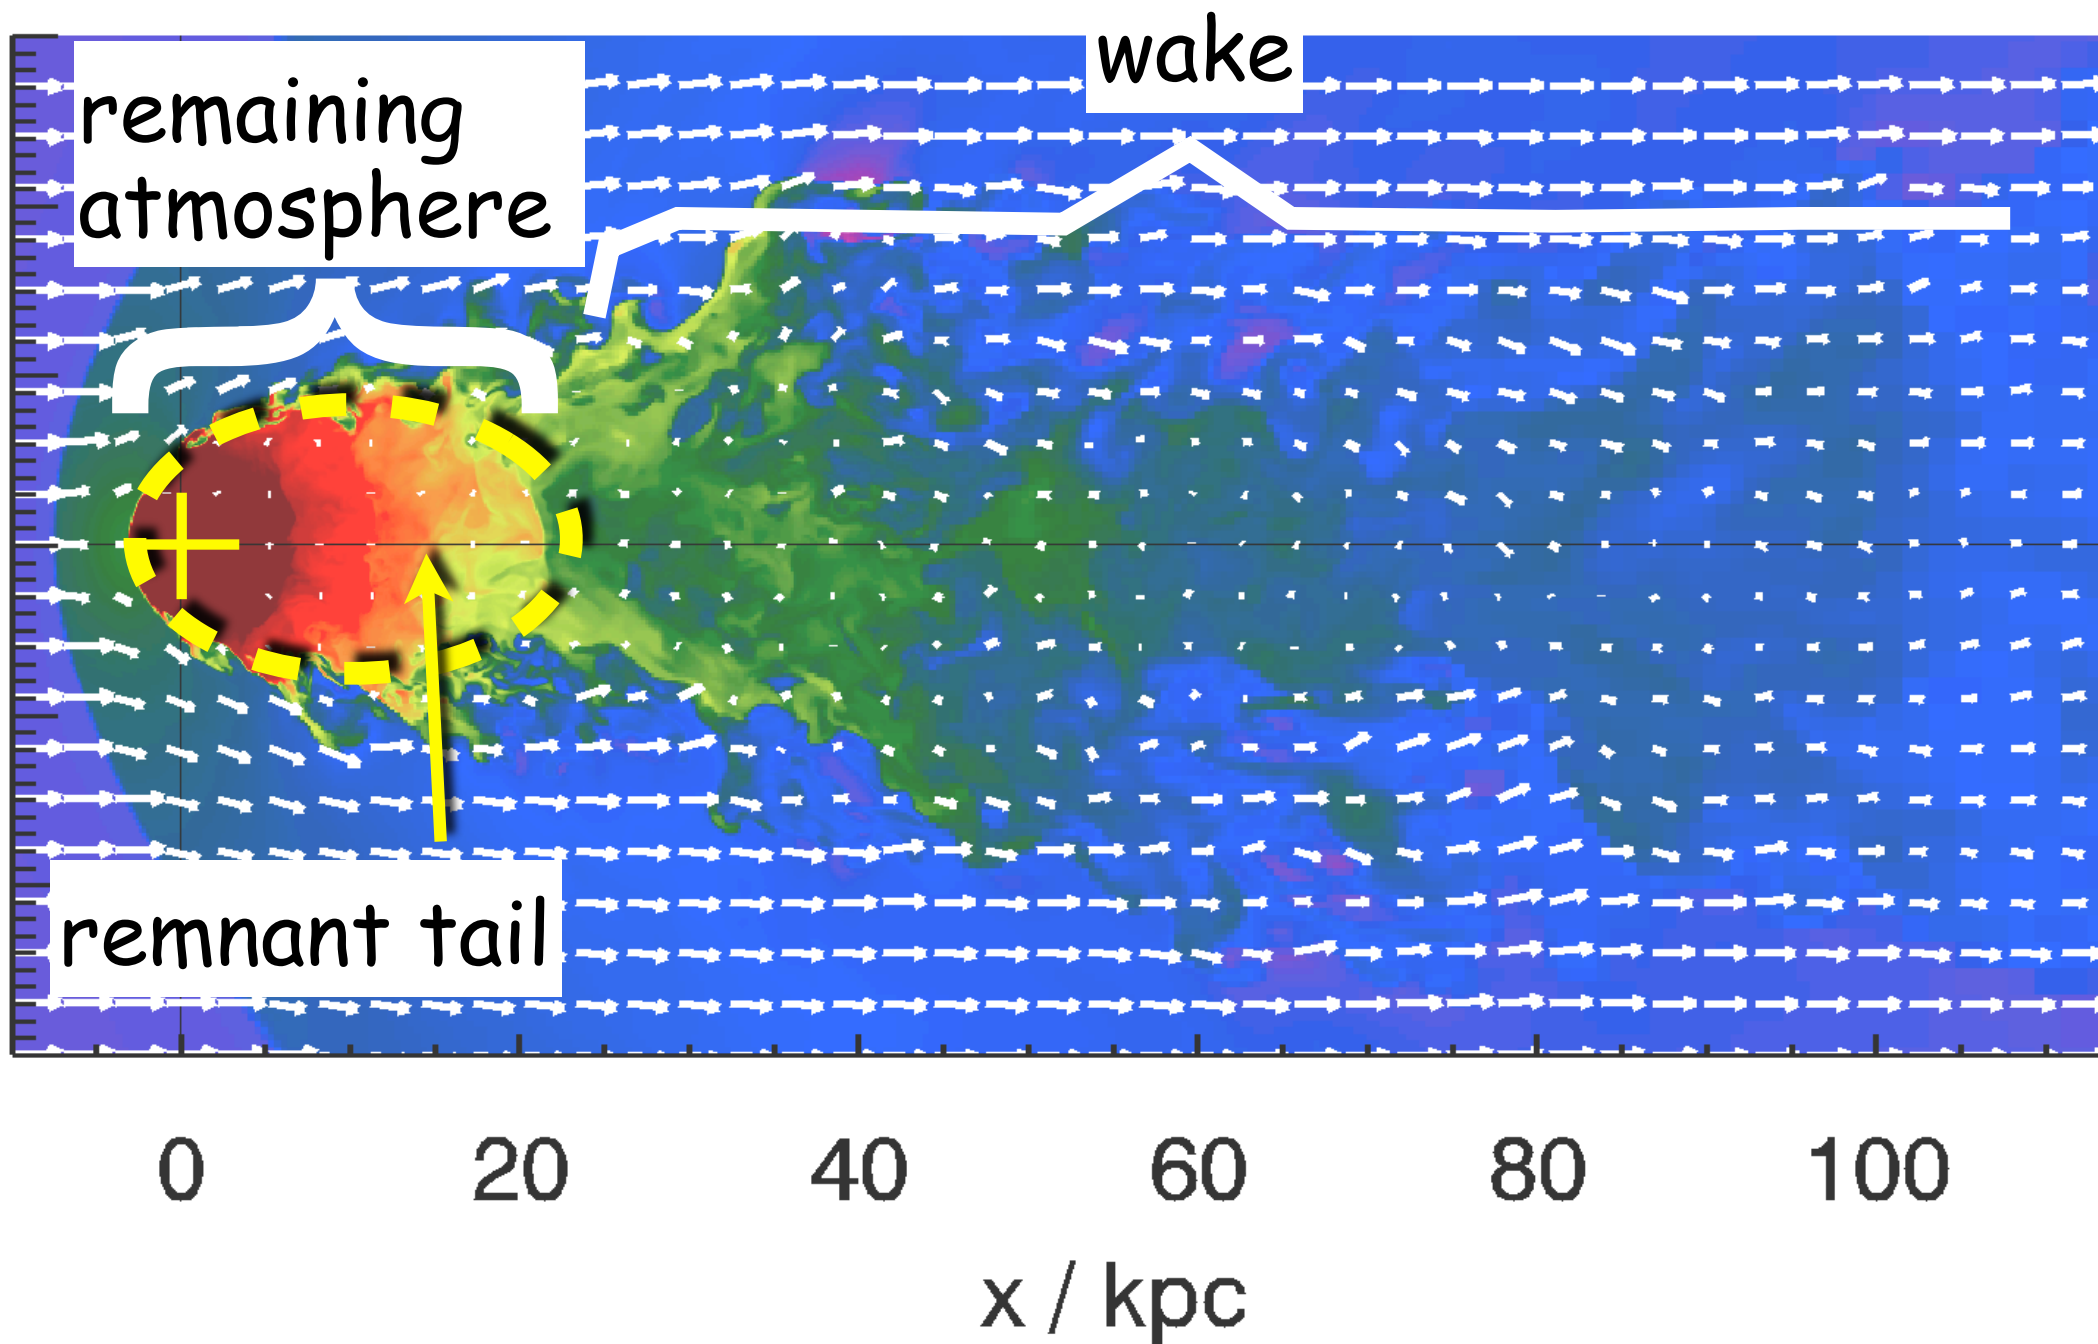 wake
remaining
atmosphere
remnant tail
0 20 40 60 80 100
x / kpc